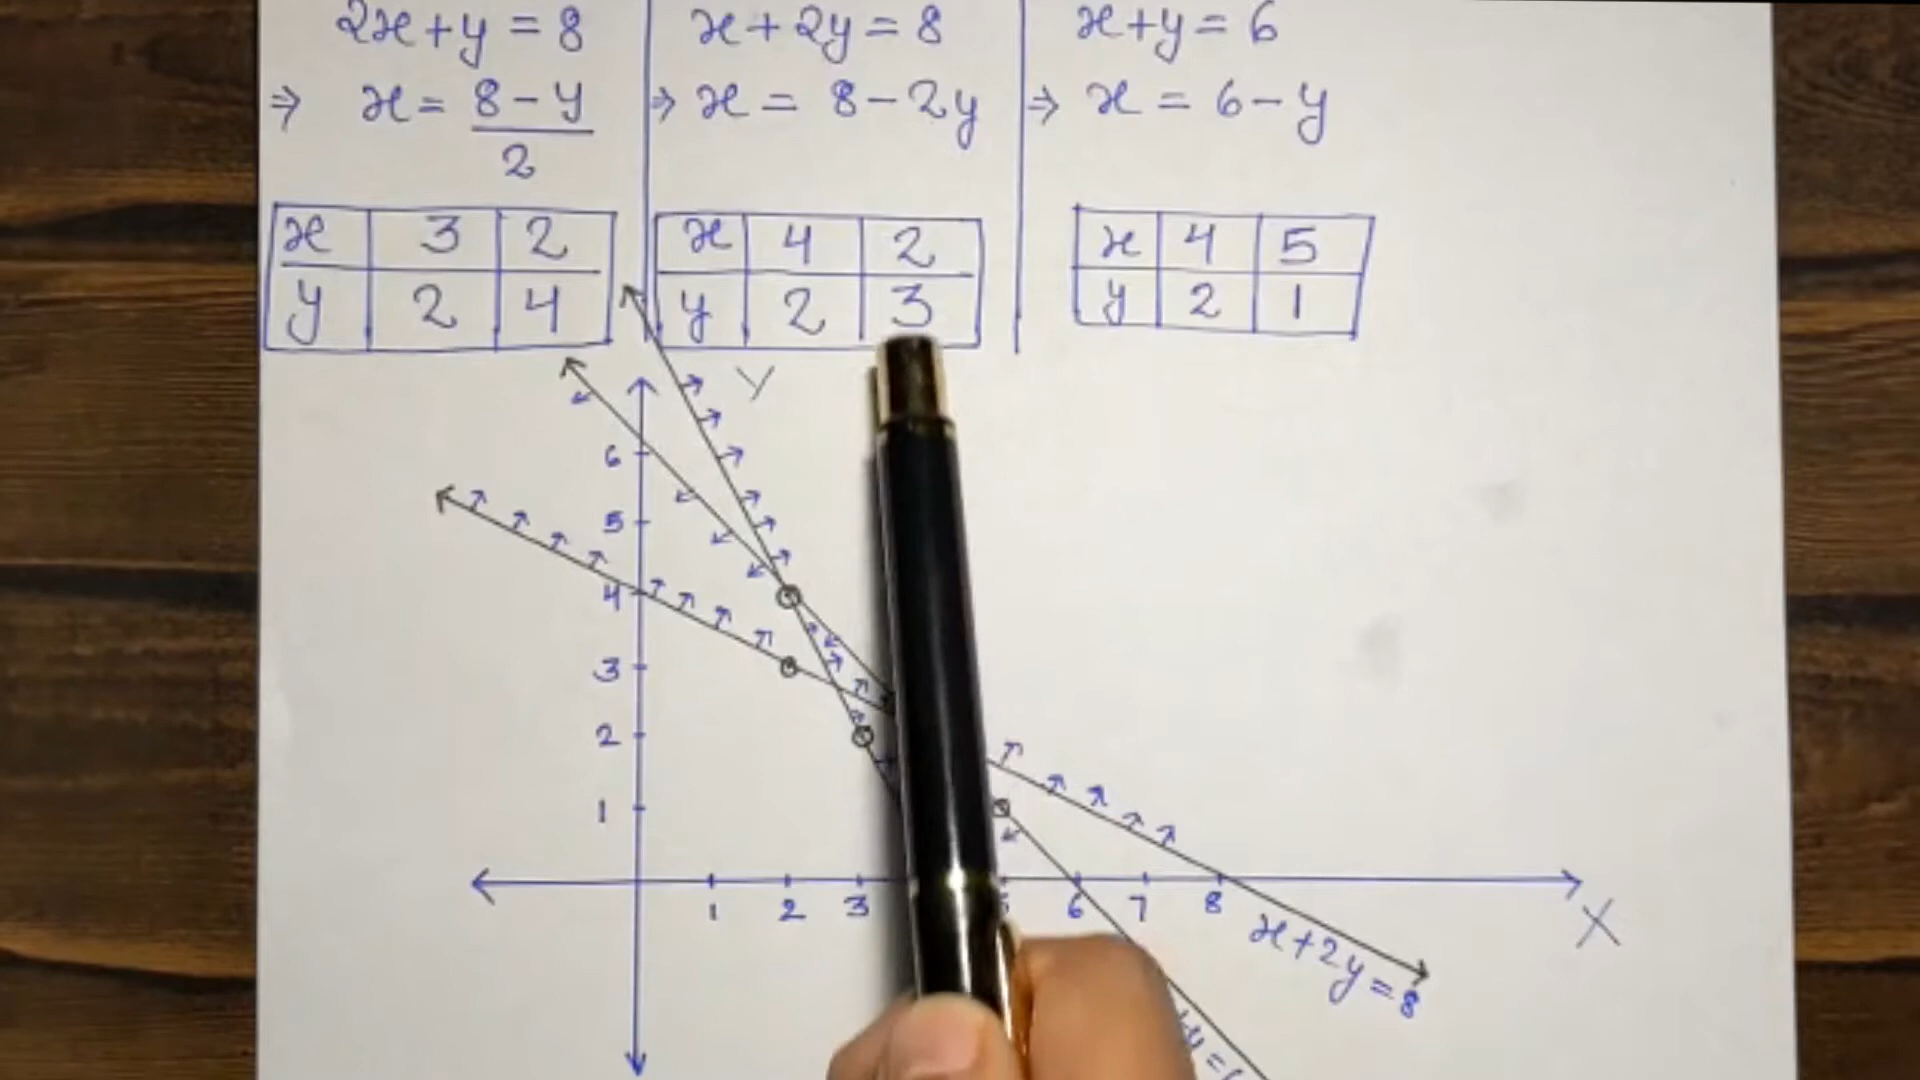 2x+y=8
⇒ x= 8-y
2
x 3 2
y 2 4
x+2y=8
⇒ x = 8-2y
x 4 2
y 2 3
x+y=6
⇒ x = 6-y
x 4 5
y 2 1
Y
6
5
4
3
2
1
1 2 3 6 7 8
X
x+2y=8